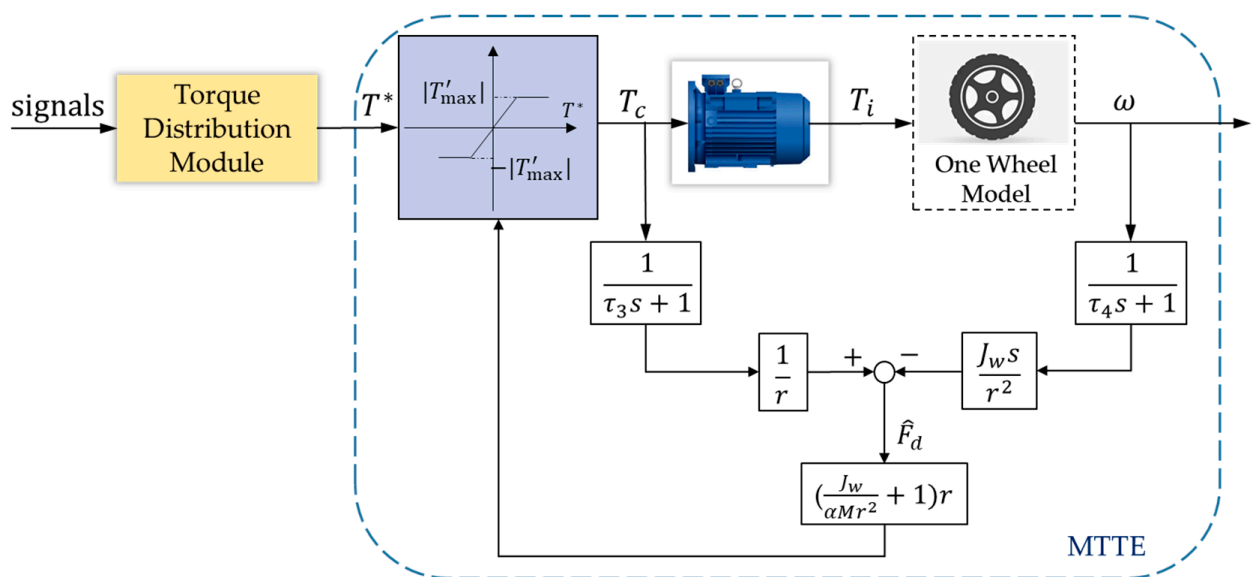 signals
Torque
Distribution
Module
T*
|T′max|
T*
−|T′max|
Tc
Ti
One Wheel
Model
ω
1
τ₃s + 1
1
τ₄s + 1
1
r
+
−
Jws
r²
F̂d
(Jw/αMr² + 1)r
MTTE